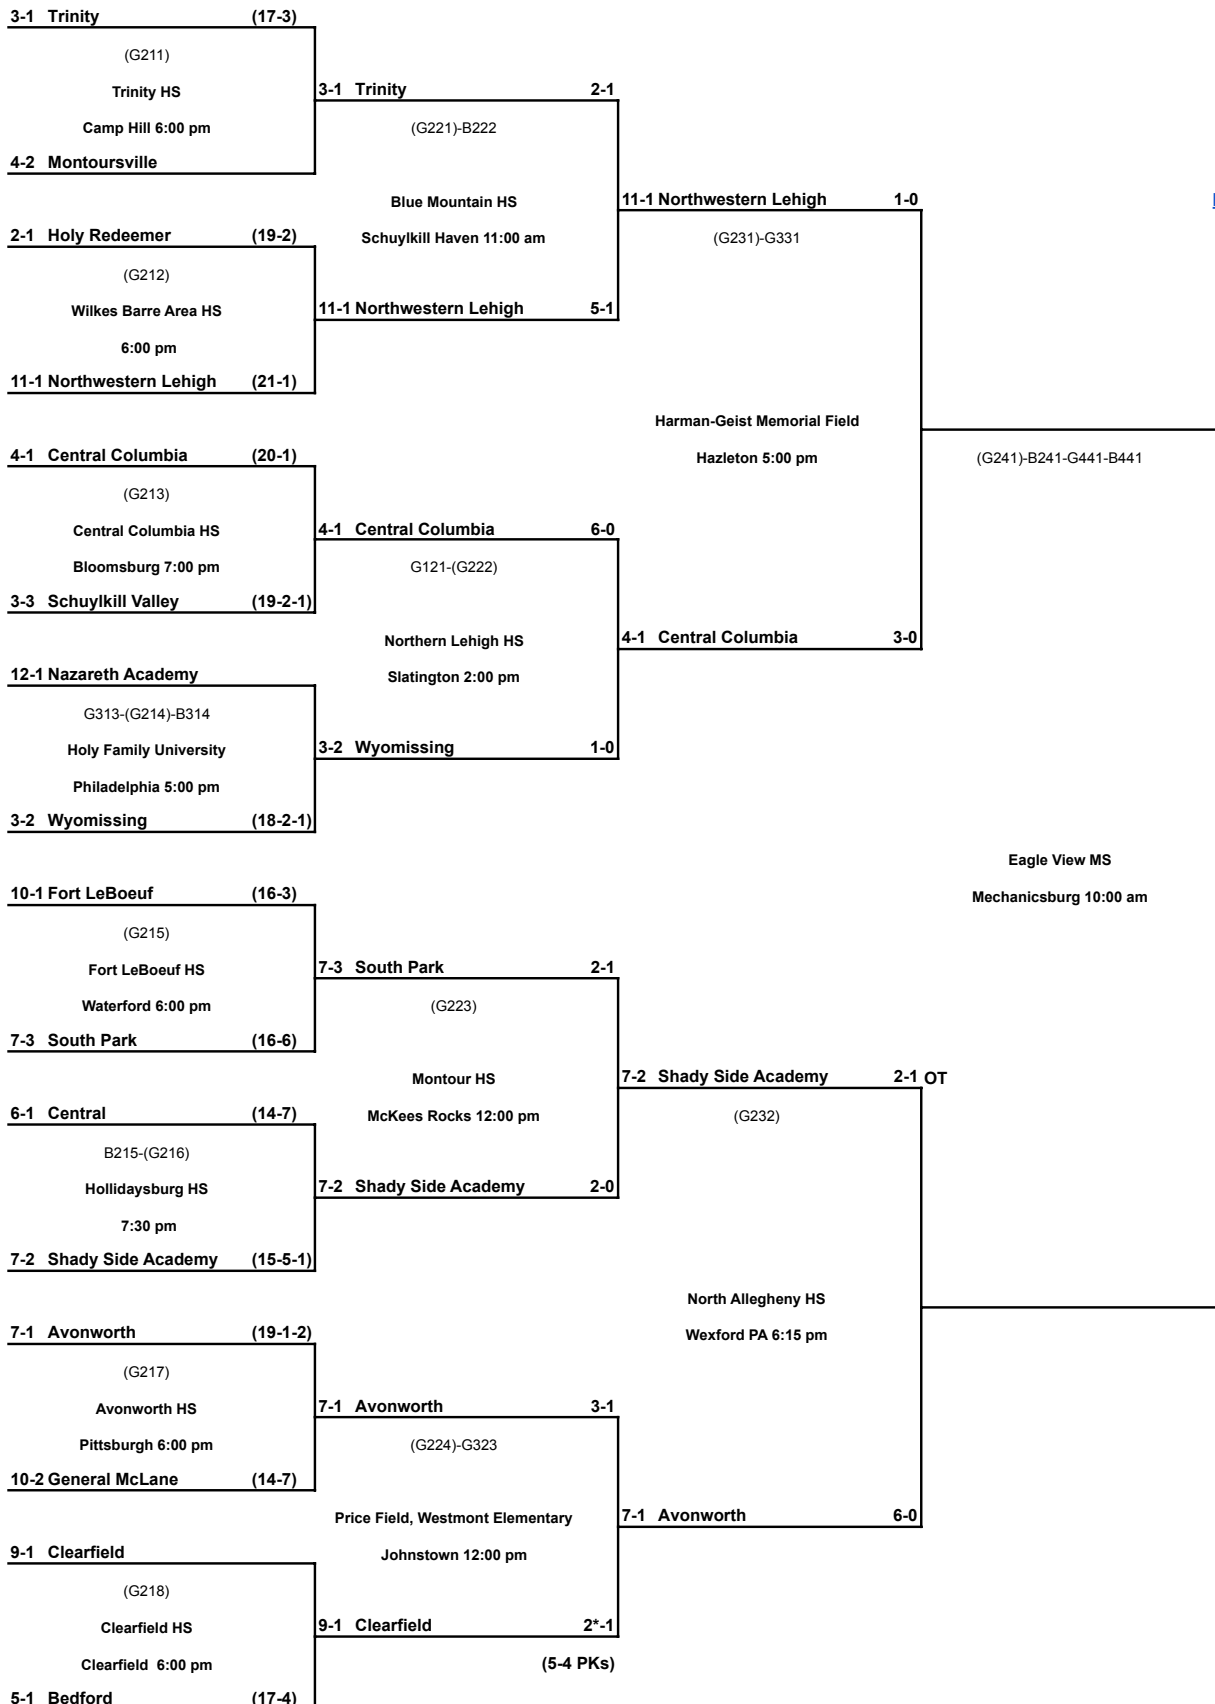 3-1 Trinity (17-3)
(G211)
Trinity HS
3-1 Trinity 2-1
Camp Hill 6:00 pm
(G221)-B222
4-2 Montoursville
Blue Mountain HS
11-1 Northwestern Lehigh 1-0
2-1 Holy Redeemer (19-2)
Schuylkill Haven 11:00 am
(G231)-G331
(G212)
Wilkes Barre Area HS
11-1 Northwestern Lehigh 5-1
6:00 pm
11-1 Northwestern Lehigh (21-1)
Harman-Geist Memorial Field
4-1 Central Columbia (20-1)
Hazleton 5:00 pm
(G241)-B241-G441-B441
(G213)
Central Columbia HS
4-1 Central Columbia 6-0
Bloomsburg 7:00 pm
G121-(G222)
3-3 Schuylkill Valley (19-2-1)
Northern Lehigh HS
4-1 Central Columbia 3-0
12-1 Nazareth Academy
Slatington 2:00 pm
G313-(G214)-B314
Holy Family University
3-2 Wyomissing 1-0
Philadelphia 5:00 pm
3-2 Wyomissing (18-2-1)
Eagle View MS
10-1 Fort LeBoeuf (16-3)
Mechanicsburg 10:00 am
(G215)
Fort LeBoeuf HS
7-3 South Park 2-1
Waterford 6:00 pm
(G223)
7-3 South Park (16-6)
Montour HS
7-2 Shady Side Academy 2-1 OT
6-1 Central (14-7)
McKees Rocks 12:00 pm
(G232)
B215-(G216)
Hollidaysburg HS
7-2 Shady Side Academy 2-0
7:30 pm
7-2 Shady Side Academy (15-5-1)
North Allegheny HS
7-1 Avonworth (19-1-2)
Wexford PA 6:15 pm
(G217)
Avonworth HS
7-1 Avonworth 3-1
Pittsburgh 6:00 pm
(G224)-G323
10-2 General McLane (14-7)
Price Field, Westmont Elementary
7-1 Avonworth 6-0
9-1 Clearfield
Johnstown 12:00 pm
(G218)
Clearfield HS
9-1 Clearfield 2*-1
Clearfield 6:00 pm
(5-4 PKs)
5-1 Bedford (17-4)